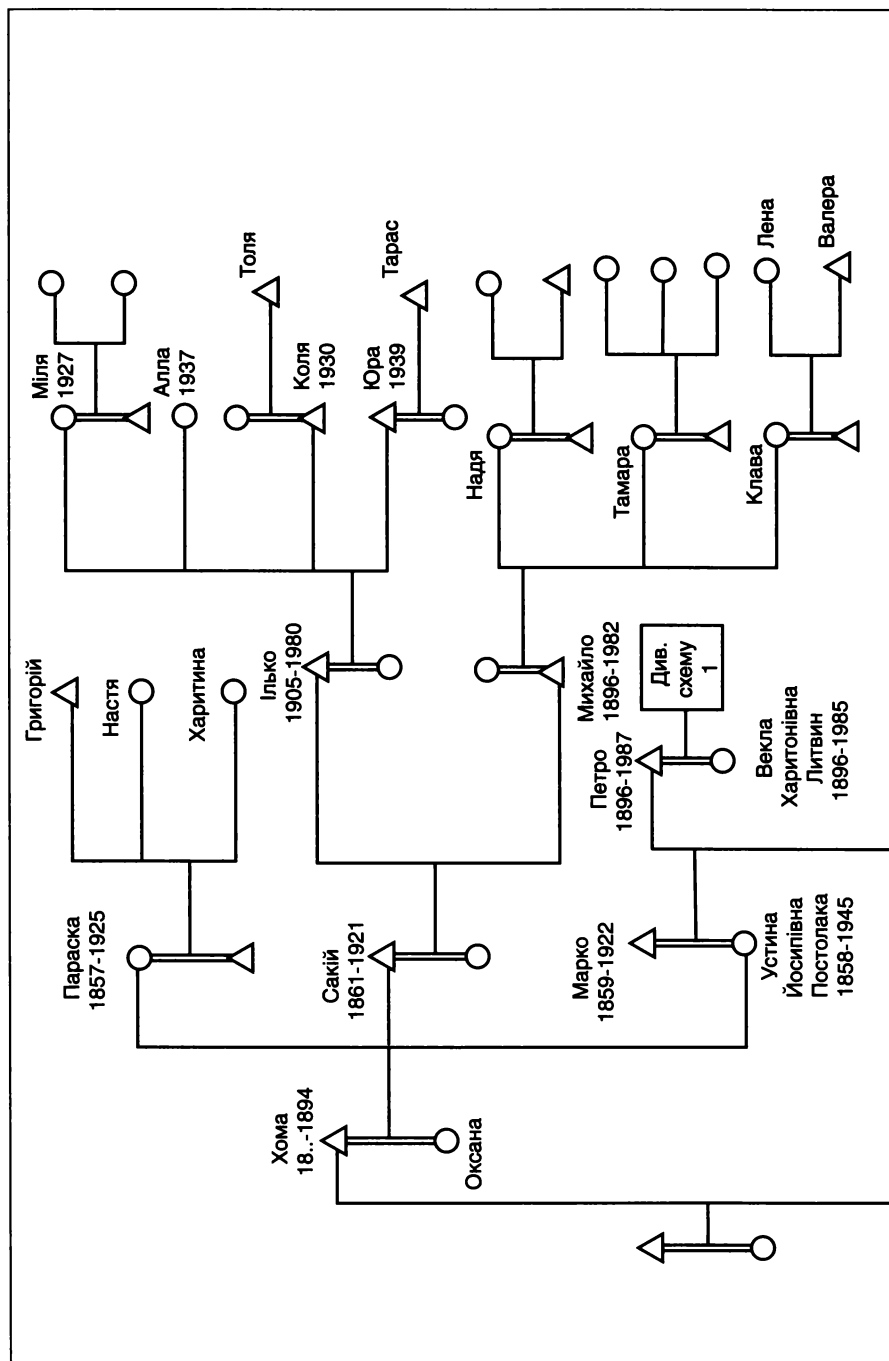 Міля
1927
Алла
1937
Толя
Коля
1930
Юра
1939
Тарас
Надя
Тамара
Клава
Лена
Валера
Григорій
Настя
Харитина
Ілько
1905-1980
Михайло
1896-1982
Див.
схему
1
Петро
1896-1987
Векла
Харитонівна
Литвин
1896-1985
Параска
1857-1925
Сакій
1861-1921
Марко
1859-1922
Устина
Йосипівна
Постолака
1858-1945
Хома
18..-1894
Оксана